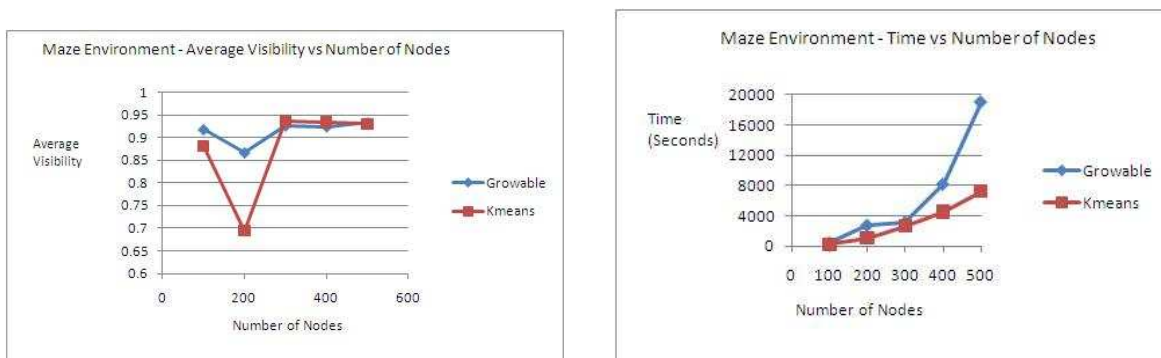 Maze Environment - Average Visibility vs Number of Nodes
1
0.95
0.9
0.85
0.8
0.75
0.7
0.65
0.6
Average
Visibility
0 200 400 600
Number of Nodes
Growable
Kmeans
Maze Environment - Time vs Number of Nodes
20000
16000
12000
8000
4000
0
Time
(Seconds)
0 100 200 300 400 500
Number of Nodes
Growable
Kmeans